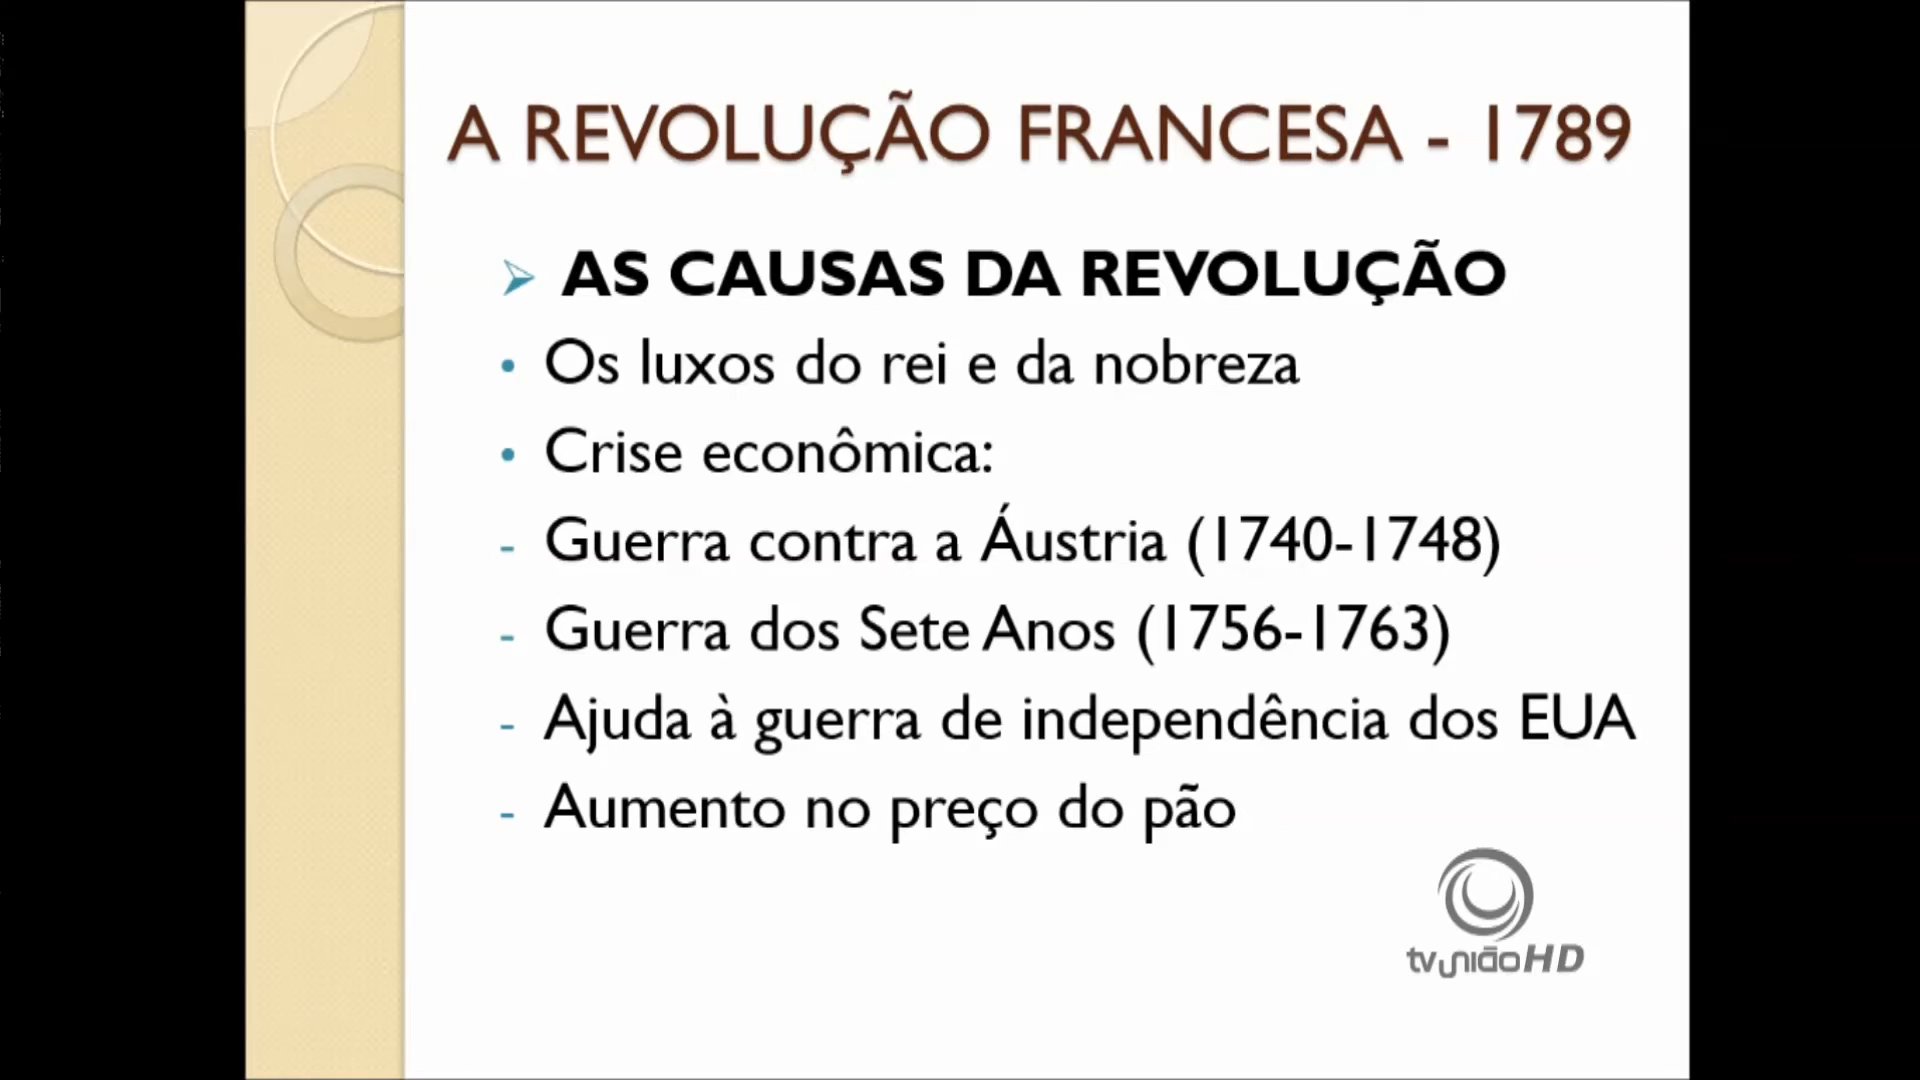 A REVOLUÇÃO FRANCESA - 1789
➢ AS CAUSAS DA REVOLUÇÃO
• Os luxos do rei e da nobreza
• Crise econômica:
- Guerra contra a Áustria (1740-1748)
- Guerra dos Sete Anos (1756-1763)
- Ajuda à guerra de independência dos EUA
- Aumento no preço do pão
tvuniãoHD